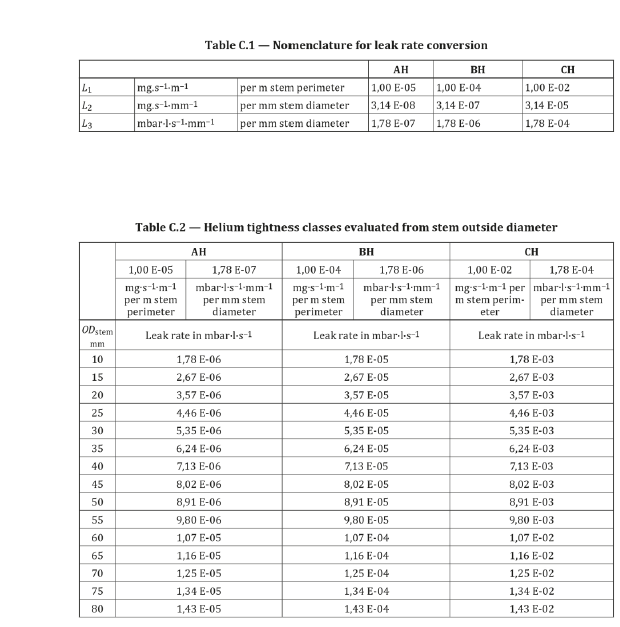 Table C.1 — Nomenclature for leak rate conversion
AH BH CH
L₁ mg.s⁻¹·m⁻¹ per m stem perimeter 1,00 E-05 1,00 E-04 1,00 E-02
L₂ mg.s⁻¹·mm⁻¹ per mm stem diameter 3,14 E-08 3,14 E-07 3,14 E-05
L₃ mbar·l·s⁻¹·mm⁻¹ per mm stem diameter 1,78 E-07 1,78 E-06 1,78 E-04
Table C.2 — Helium tightness classes evaluated from stem outside diameter
AH BH CH
1,00 E-05 1,78 E-07 1,00 E-04 1,78 E-06 1,00 E-02 1,78 E-04
mg·s⁻¹·m⁻¹ mbar·l·s⁻¹·mm⁻¹ mg·s⁻¹·m⁻¹ mbar·l·s⁻¹·mm⁻¹ mg·s⁻¹·m⁻¹ per mbar·l·s⁻¹·mm⁻¹
per m stem per mm stem per m stem per mm stem m stem perim- per mm stem
perimeter diameter perimeter diameter eter diameter
OD stem Leak rate in mbar·l·s⁻¹ Leak rate in mbar·l·s⁻¹ Leak rate in mbar·l·s⁻¹
mm
10 1,78 E-06 1,78 E-05 1,78 E-03
15 2,67 E-06 2,67 E-05 2,67 E-03
20 3,57 E-06 3,57 E-05 3,57 E-03
25 4,46 E-06 4,46 E-05 4,46 E-03
30 5,35 E-06 5,35 E-05 5,35 E-03
35 6,24 E-06 6,24 E-05 6,24 E-03
40 7,13 E-06 7,13 E-05 7,13 E-03
45 8,02 E-06 8,02 E-05 8,02 E-03
50 8,91 E-06 8,91 E-05 8,91 E-03
55 9,80 E-06 9,80 E-05 9,80 E-03
60 1,07 E-05 1,07 E-04 1,07 E-02
65 1,16 E-05 1,16 E-04 1,16 E-02
70 1,25 E-05 1,25 E-04 1,25 E-02
75 1,34 E-05 1,34 E-04 1,34 E-02
80 1,43 E-05 1,43 E-04 1,43 E-02